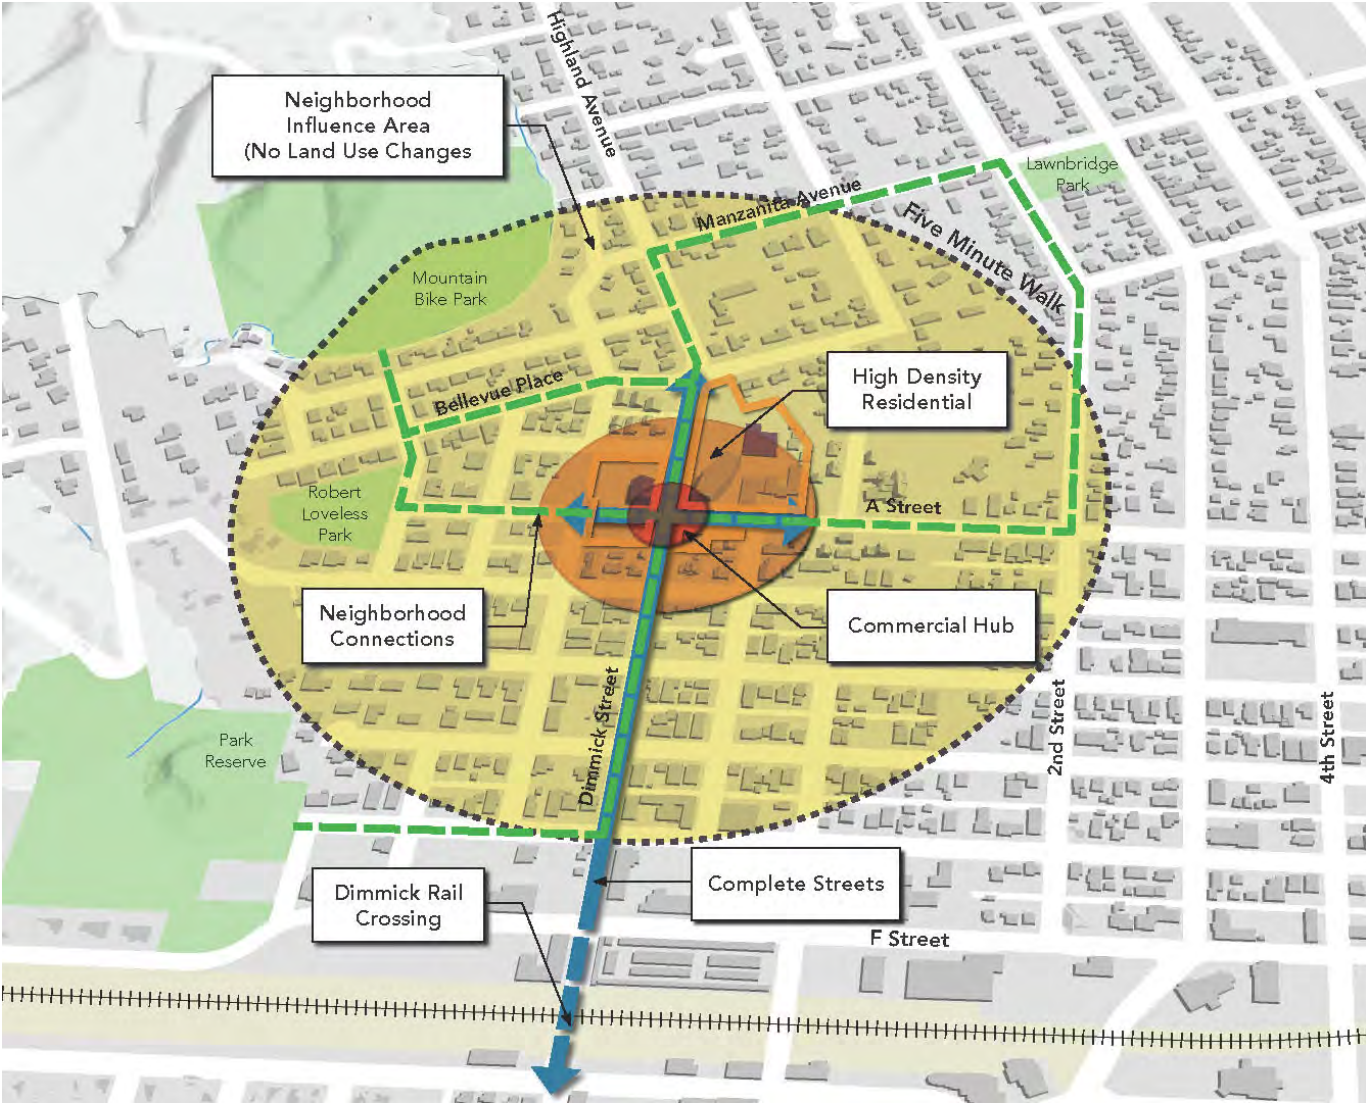 Highland Avenue
Neighborhood
Influence Area
(No Land Use Changes
Lawnbridge
Park
Manzanita Avenue
Five Minute Walk
Mountain
Bike Park
High Density
Residential
Bellevue Place
Robert
Loveless
Park
A Street
Neighborhood
Connections
Commercial Hub
Dimmick Street
2nd Street
4th Street
Park
Reserve
Dimmick Rail
Crossing
Complete Streets
F Street